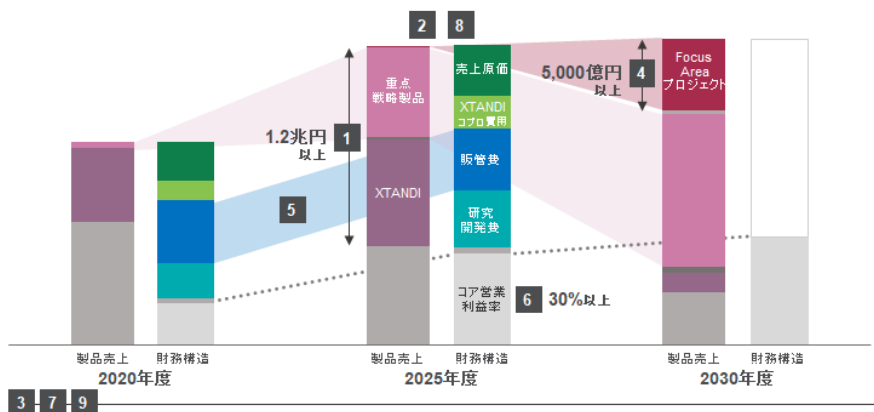 2 8
重点
戦略製品
売上原価
XTANDI
コプロ費用
Focus
Area
プロジェクト
5,000億円
以上
4
1.2兆円
以上
1
販管費
XTANDI
5
研究
開発費
コア営業
利益率
6 30%以上
製品売上 財務構造 製品売上 財務構造 製品売上 財務構造
2020年度 2025年度 2030年度
3 7 9